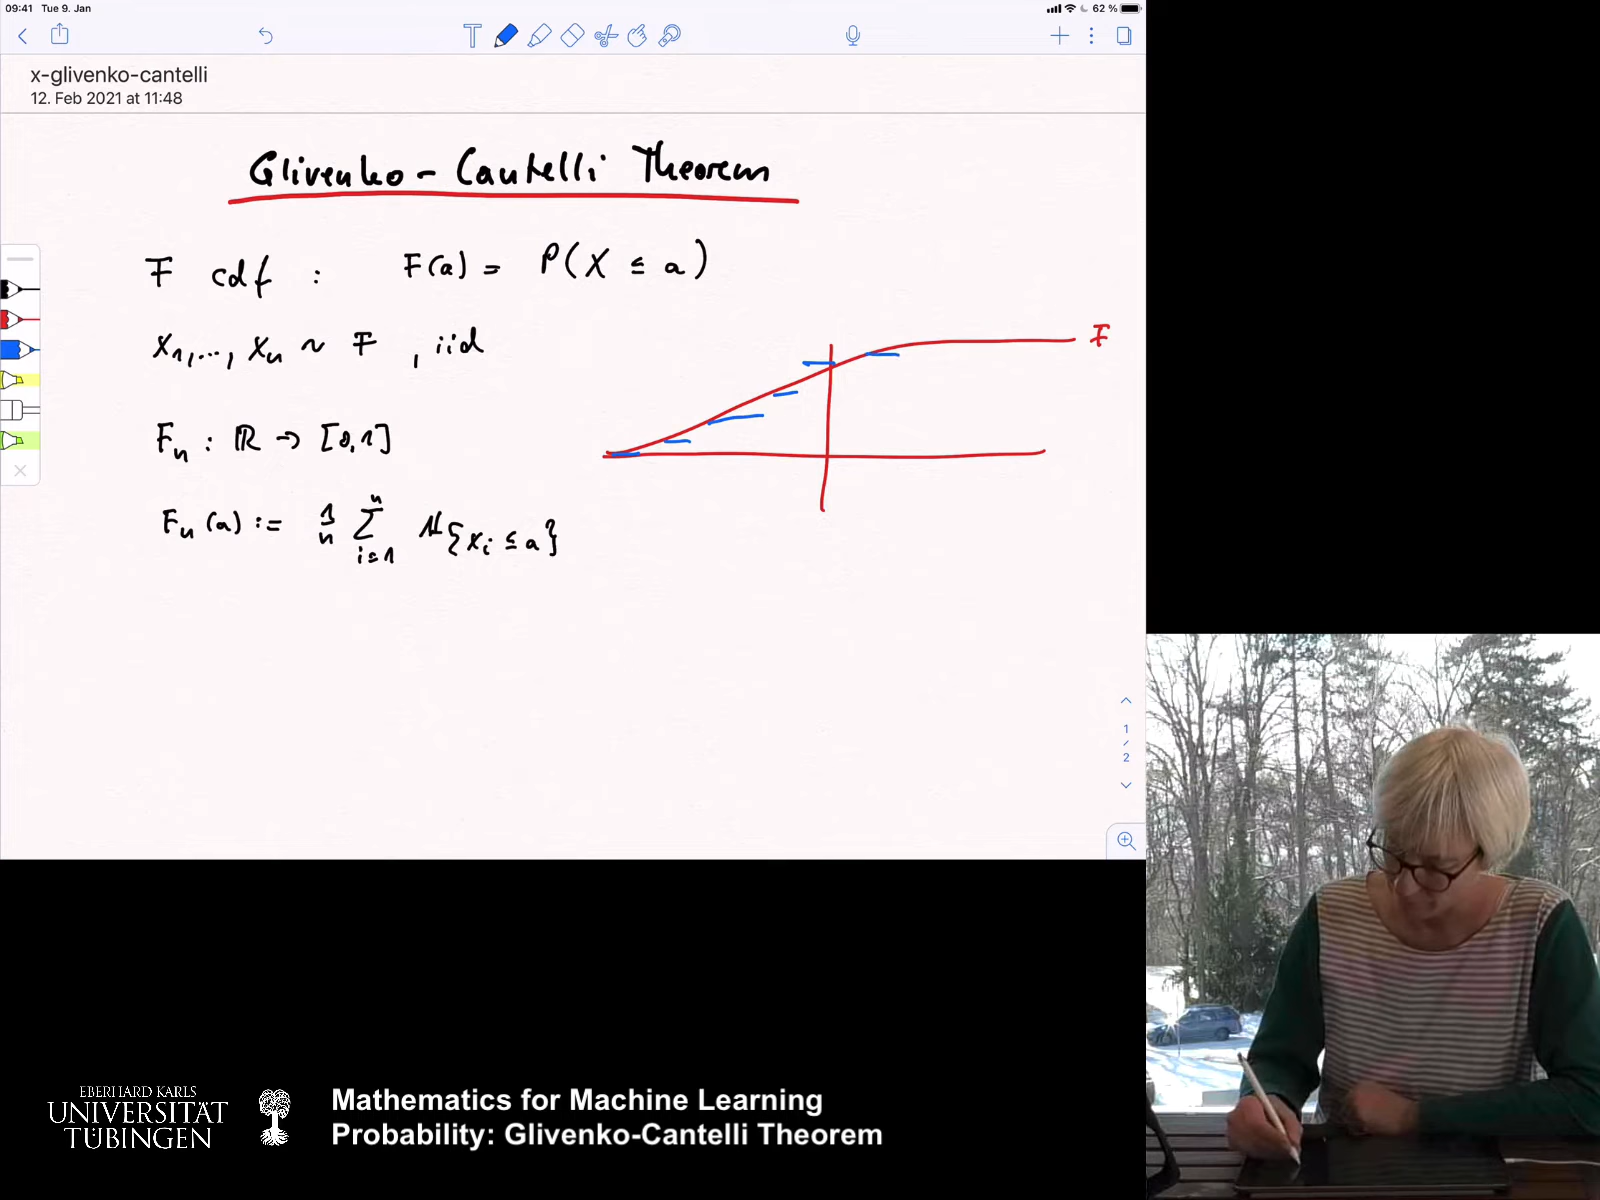 09:41 Tue 9. Jan 62 %
x-glivenko-cantelli
12. Feb 2021 at 11:48
Glivenko-Cantelli Theorem
F cdf : F(a) = P(X ≤ a)
X₁,..., Xₙ ~ F , iid
F
Fₙ : ℝ → [0,1]
Fₙ(a) := 1/n ∑ᵢ₌₁ⁿ 𝟙{Xᵢ ≤ a}
1
/
2
EBERHARD KARLS
UNIVERSITÄT
TÜBINGEN
Mathematics for Machine Learning
Probability: Glivenko-Cantelli Theorem